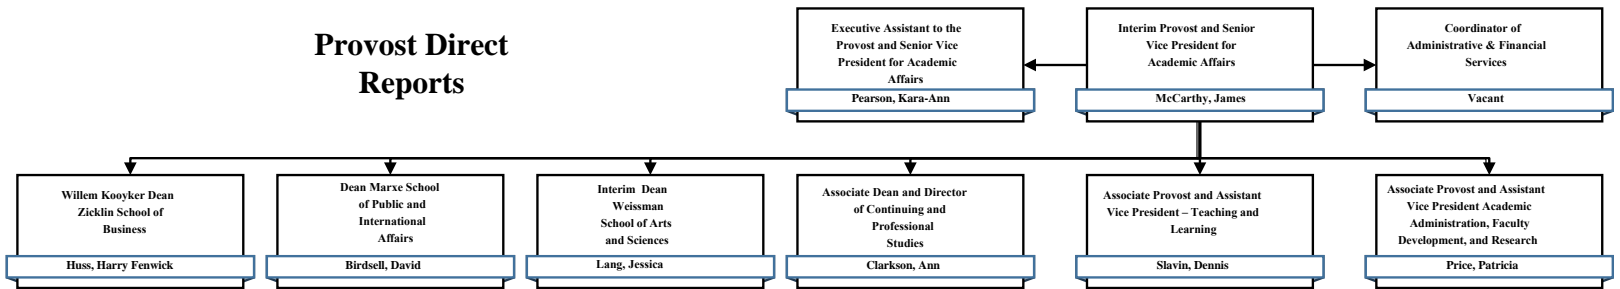 Provost Direct
Reports
Executive Assistant to the
Provost and Senior Vice
President for Academic
Affairs
Pearson, Kara-Ann
Interim Provost and Senior
Vice President for
Academic Affairs
McCarthy, James
Coordinator of
Administrative & Financial
Services
Vacant
Willem Kooyker Dean
Zicklin School of
Business
Huss, Harry Fenwick
Dean Marxe School
of Public and
International
Affairs
Birdsell, David
Interim Dean
Weissman
School of Arts
and Sciences
Lang, Jessica
Associate Dean and Director
of Continuing and
Professional
Studies
Clarkson, Ann
Associate Provost and Assistant
Vice President – Teaching and
Learning
Slavin, Dennis
Associate Provost and Assistant
Vice President Academic
Administration, Faculty
Development, and Research
Price, Patricia